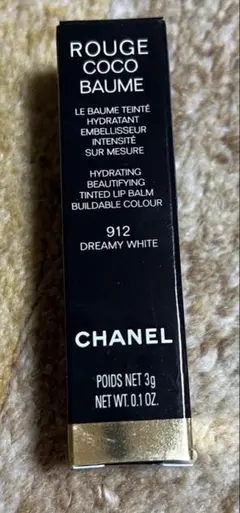 ROUGE
COCO
BAUME
LE BAUME TEINTÉ
HYDRATANT
EMBELLISSEUR
INTENSITÉ
SUR MESURE
HYDRATING
BEAUTIFYING
TINTED LIP BALM
BUILDABLE COLOUR
912
DREAMY WHITE
CHANEL
POIDS NET 3g
NET WT. 0.1 OZ.